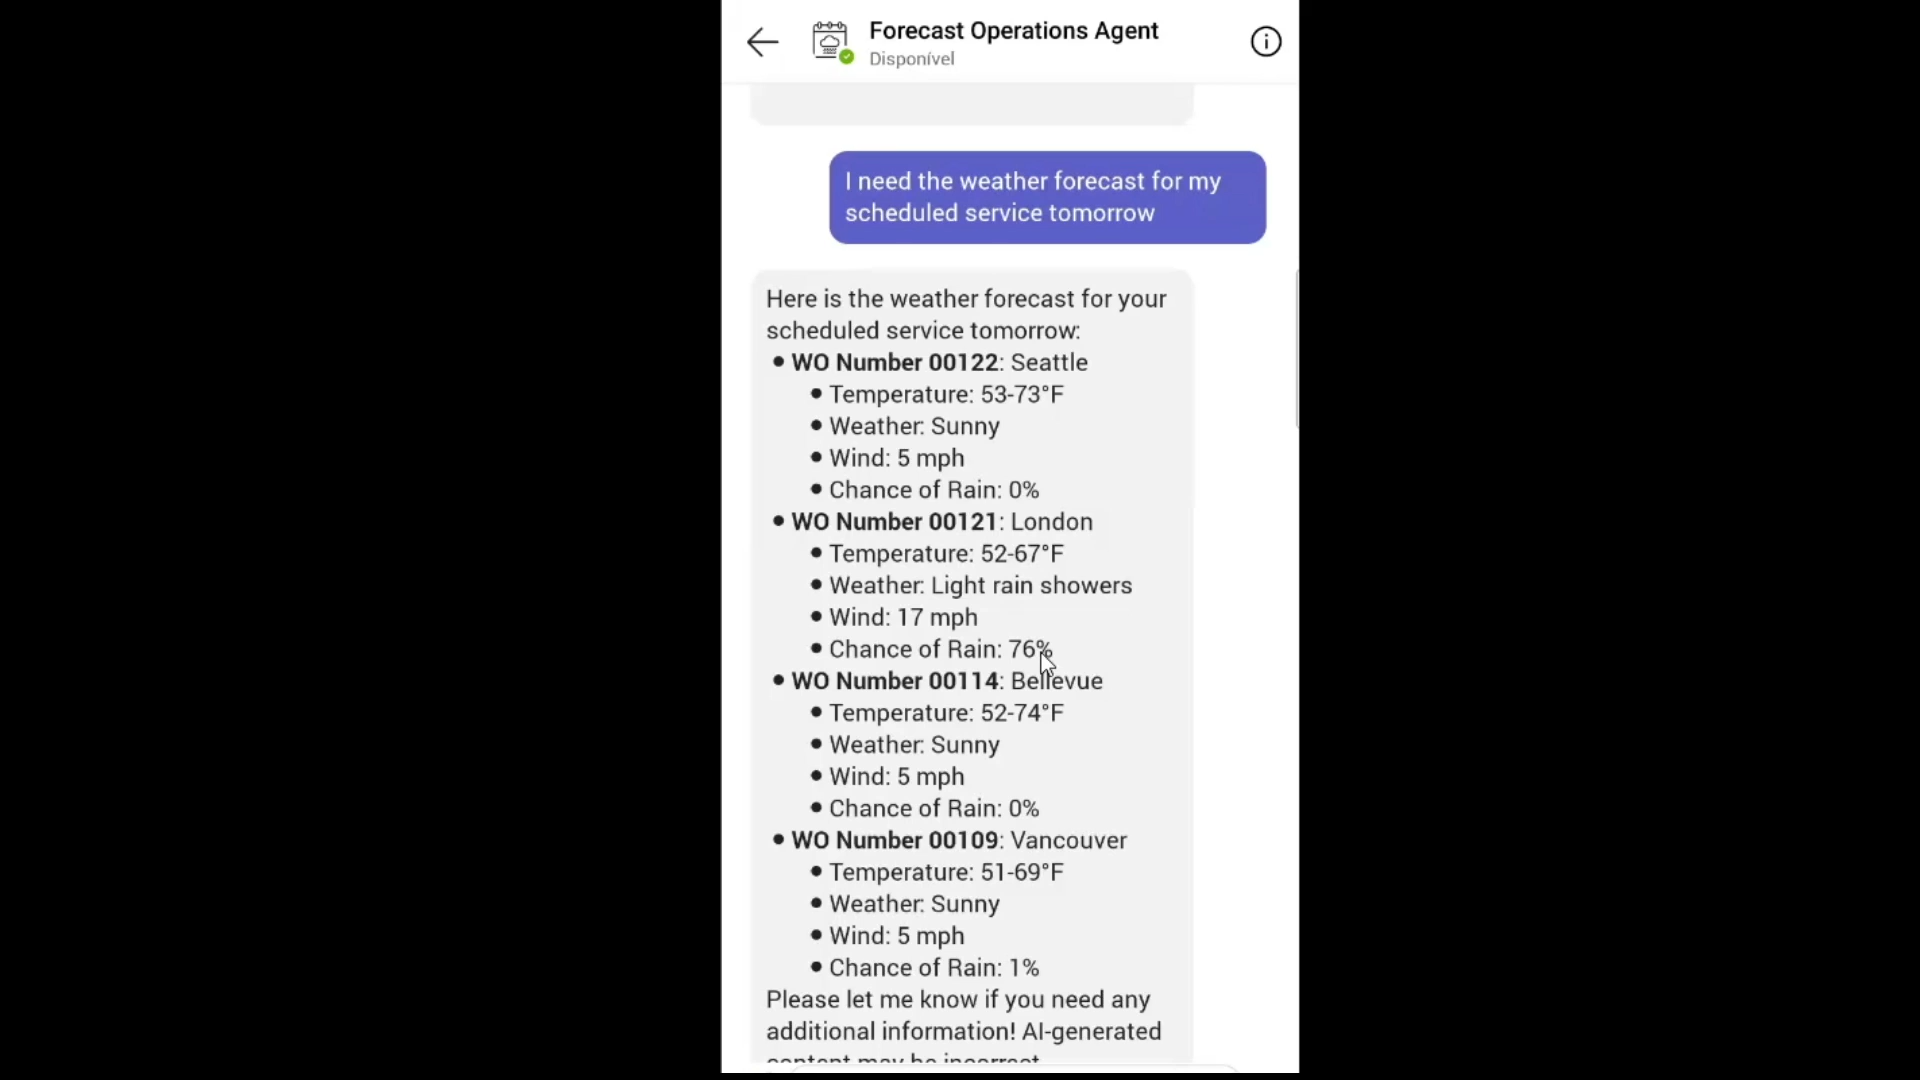 Forecast Operations Agent
Disponível
I need the weather forecast for my
scheduled service tomorrow
Here is the weather forecast for your
scheduled service tomorrow:
• WO Number 00122: Seattle
• Temperature: 53-73°F
• Weather: Sunny
• Wind: 5 mph
• Chance of Rain: 0%
• WO Number 00121: London
• Temperature: 52-67°F
• Weather: Light rain showers
• Wind: 17 mph
• Chance of Rain: 76%
• WO Number 00114: Bellevue
• Temperature: 52-74°F
• Weather: Sunny
• Wind: 5 mph
• Chance of Rain: 0%
• WO Number 00109: Vancouver
• Temperature: 51-69°F
• Weather: Sunny
• Wind: 5 mph
• Chance of Rain: 1%
Please let me know if you need any
additional information! AI-generated
content may be incorrect